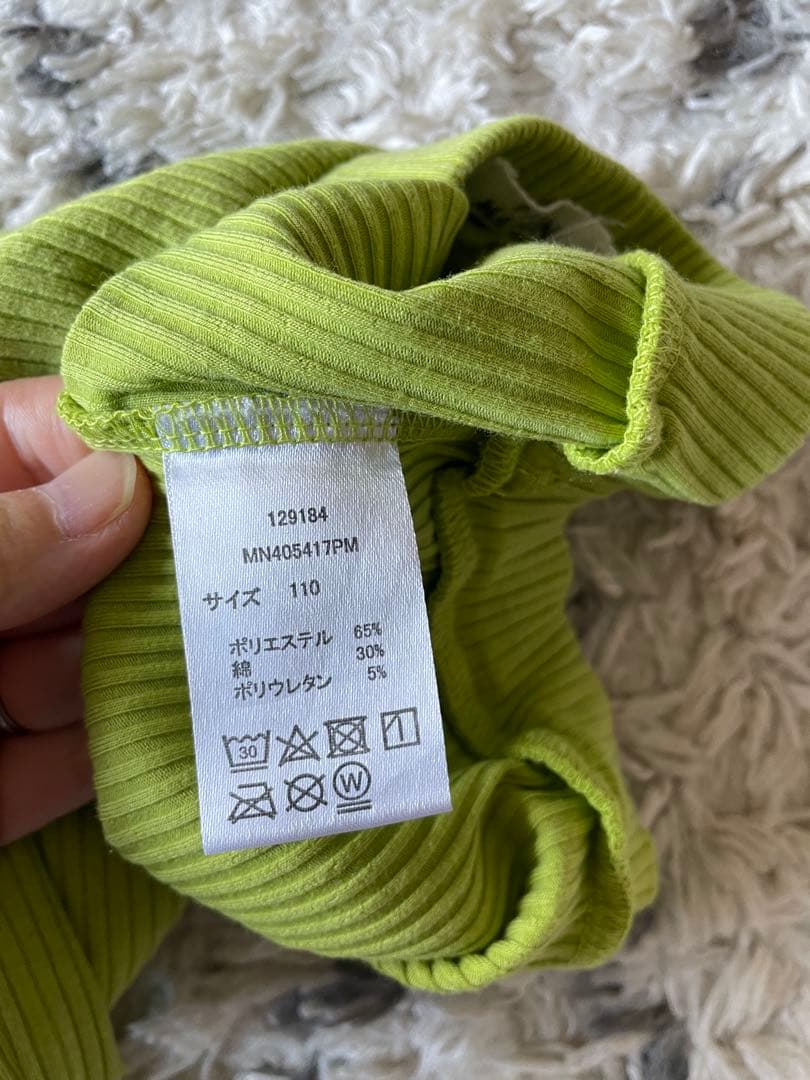 129184
MN405417PM
サイズ 110
ポリエステル 65%
綿 30%
ポリウレタン 5%
30
W